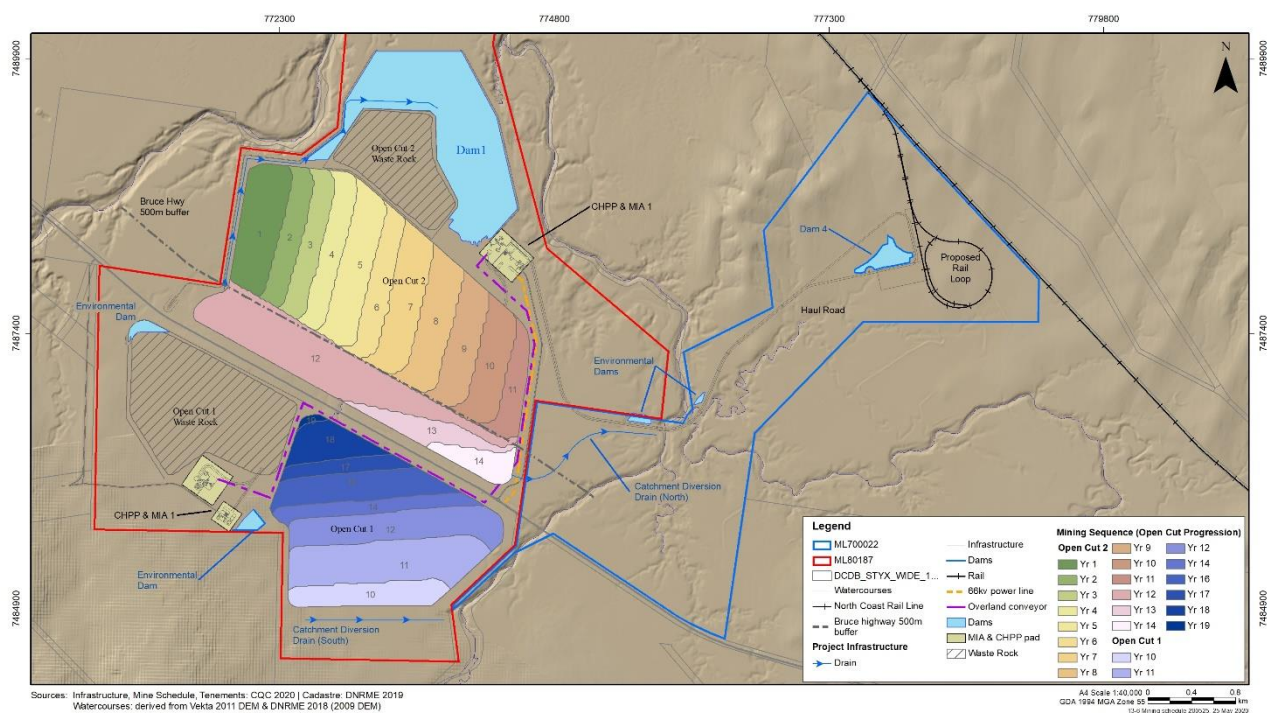 772300
774800
777300
779800
7489900
7489900
N
Dam1
Open Cut 2
Waste Rock
CHPP & MIA 1
Bruce Hwy
500m buffer
1
2
3
4
5
6
7
8
9
10
11
Open Cut 2
Dam 4
Proposed
Rail
Loop
Haul Road
Environmental
Dam
7487400
7487400
12
Environmental
Dams
Open Cut 1
Waste Rock
13
14
18
17
Catchment Diversion
Drain (North)
CHPP & MIA 1
14
Open Cut 1
12
11
10
Environmental
Dam
7484900
7484900
Catchment Diversion
Drain (South)
Legend
ML700022
ML80187
DCDB_STYX_WIDE_1...
Watercourses
North Coast Rail Line
Bruce highway 500m
buffer
Project Infrastructure
Drain
Infrastructure
Dams
Rail
66kv power line
Overland conveyor
Dams
MIA & CHPP pad
Waste Rock
Mining Sequence (Open Cut Progression)
Open Cut 2
Yr 1
Yr 2
Yr 3
Yr 4
Yr 5
Yr 6
Yr 7
Yr 8
Yr 9
Yr 10
Yr 11
Yr 12
Yr 13
Yr 14
Open Cut 1
Yr 10
Yr 11
Yr 12
Yr 14
Yr 16
Yr 17
Yr 18
Yr 19
Sources: Infrastructure, Mine Schedule, Tenements: CQC 2020 | Cadastre: DNRME 2019
Watercourses: derived from Vekta 2011 DEM & DNRME 2018 (2009 DEM)
A4 Scale 1:40,000
0 0.4 0.8
km
GDA 1994 MGA Zone 55
13-6 Mining schedule 200525, 25 May 2020